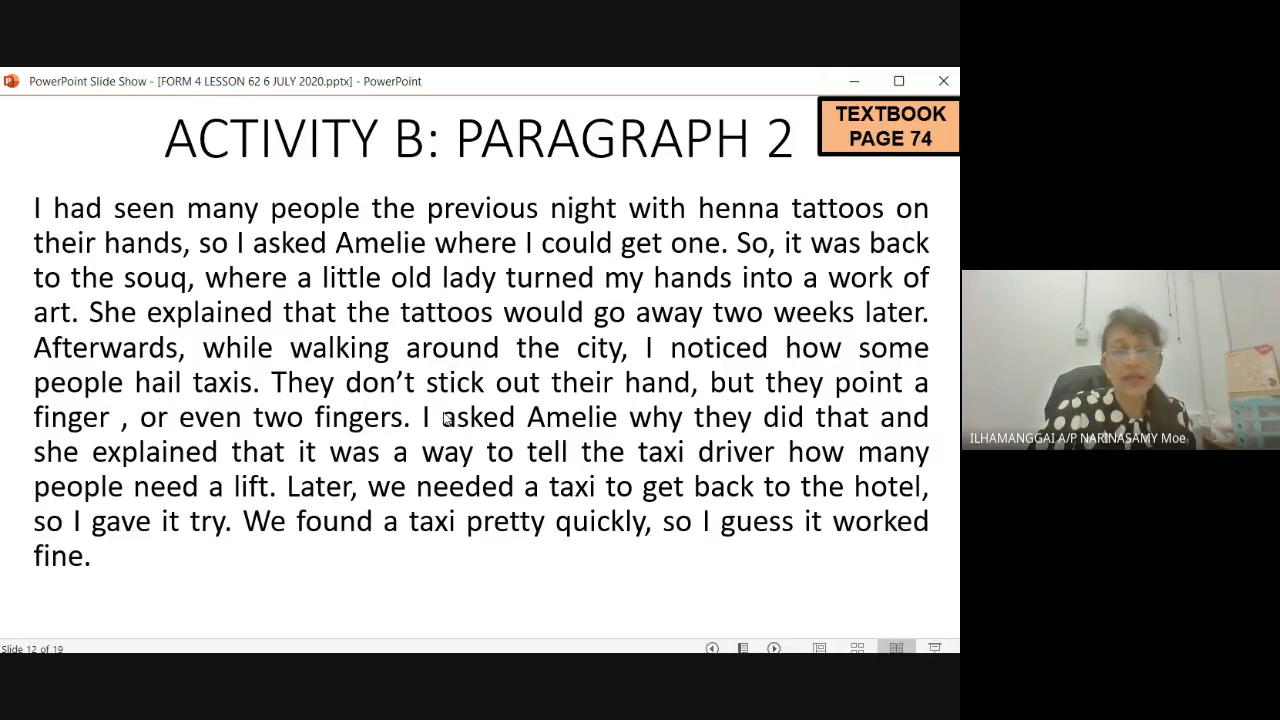 PowerPoint Slide Show - [FORM 4 LESSON 62 6 JULY 2020.pptx] - PowerPoint
ACTIVITY B: PARAGRAPH 2
TEXTBOOK
PAGE 74
I had seen many people the previous night with henna tattoos on
their hands, so I asked Amelie where I could get one. So, it was back
to the souq, where a little old lady turned my hands into a work of
art. She explained that the tattoos would go away two weeks later.
Afterwards, while walking around the city, I noticed how some
people hail taxis. They don’t stick out their hand, but they point a
finger , or even two fingers. I asked Amelie why they did that and
she explained that it was a way to tell the taxi driver how many
people need a lift. Later, we needed a taxi to get back to the hotel,
so I gave it try. We found a taxi pretty quickly, so I guess it worked
fine.
ILHAMANGGAI A/P NARINASAMY Moe
Slide 12 of 19